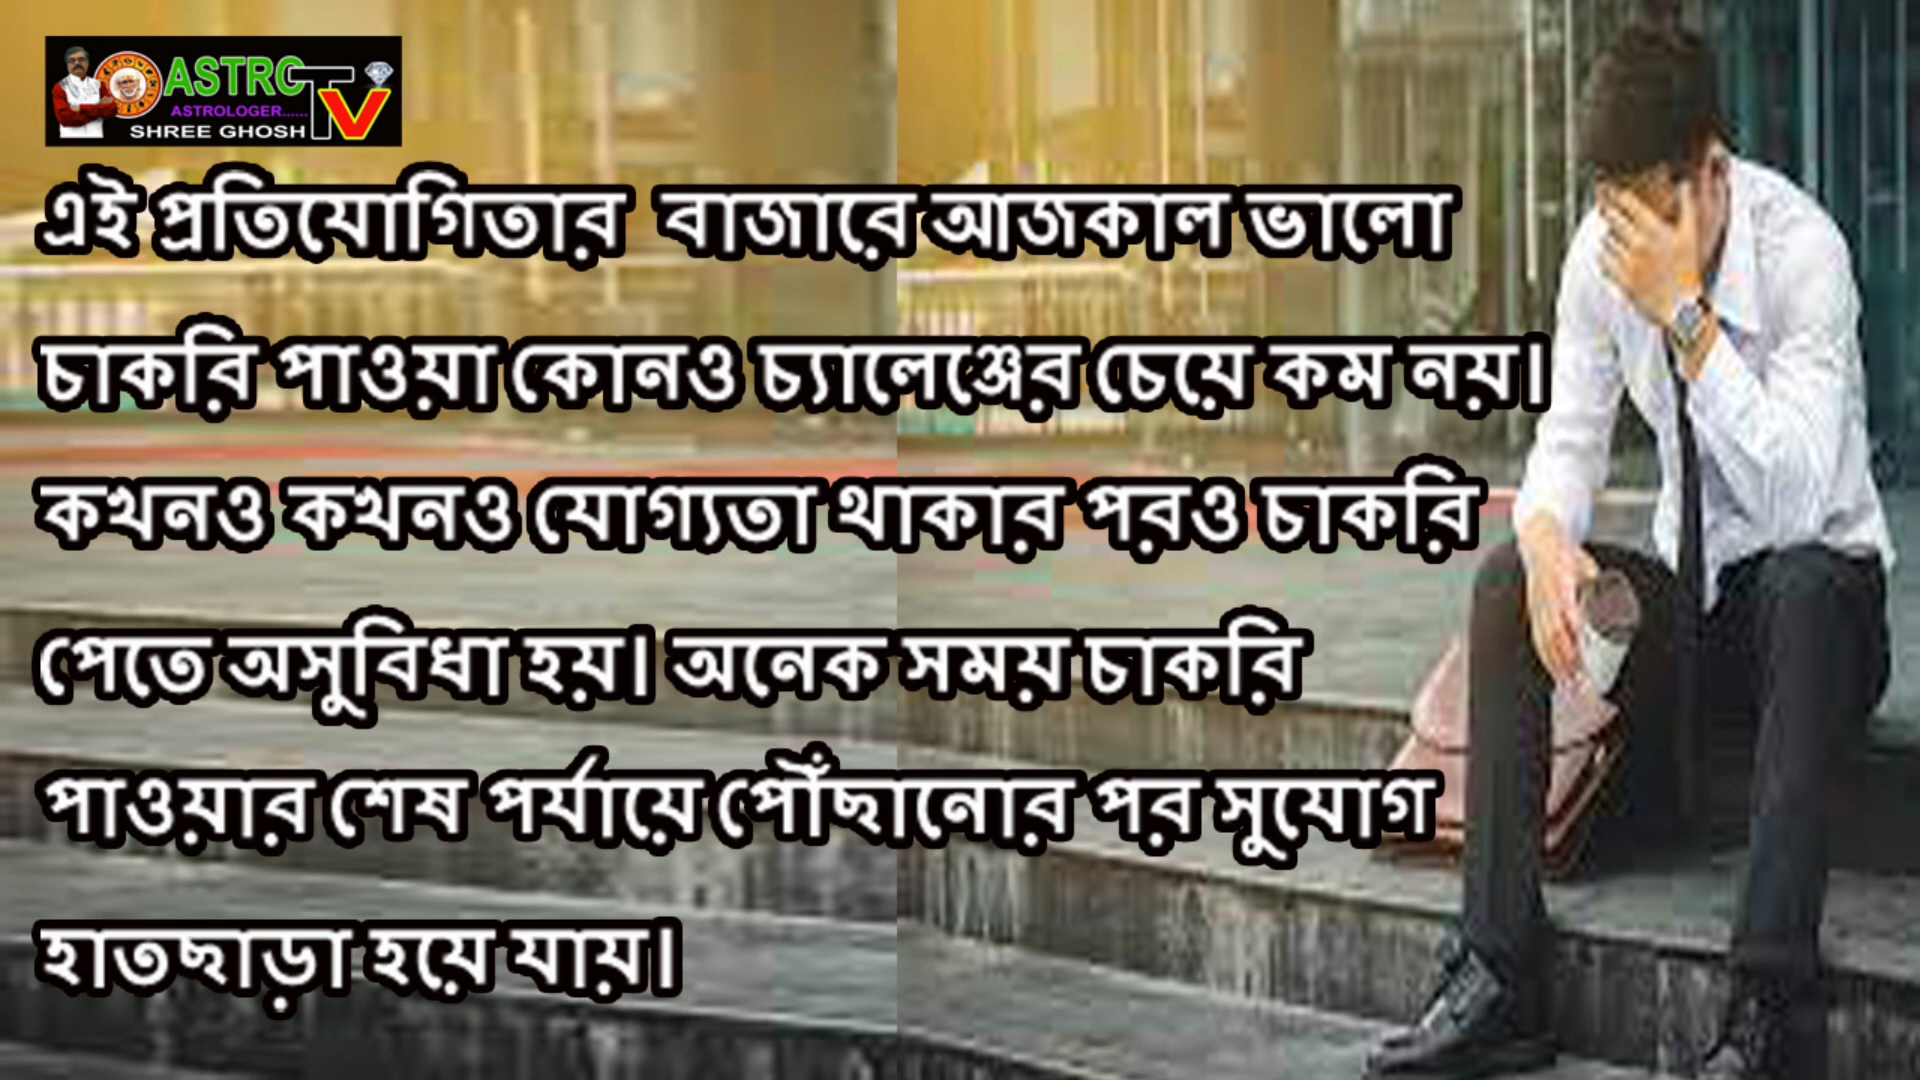 ASTRO TV
ASTROLOGER......
SHREE GHOSH
এই প্রতিযোগিতার বাজারে আজকাল ভালো
চাকরি পাওয়া কোনও চ্যালেঞ্জের চেয়ে কম নয়।
কখনও কখনও যোগ্যতা থাকার পরও চাকরি
পেতে অসুবিধা হয়। অনেক সময় চাকরি
পাওয়ার শেষ পর্যায়ে পৌঁছানোর পর সুযোগ
হাতছাড়া হয়ে যায়।